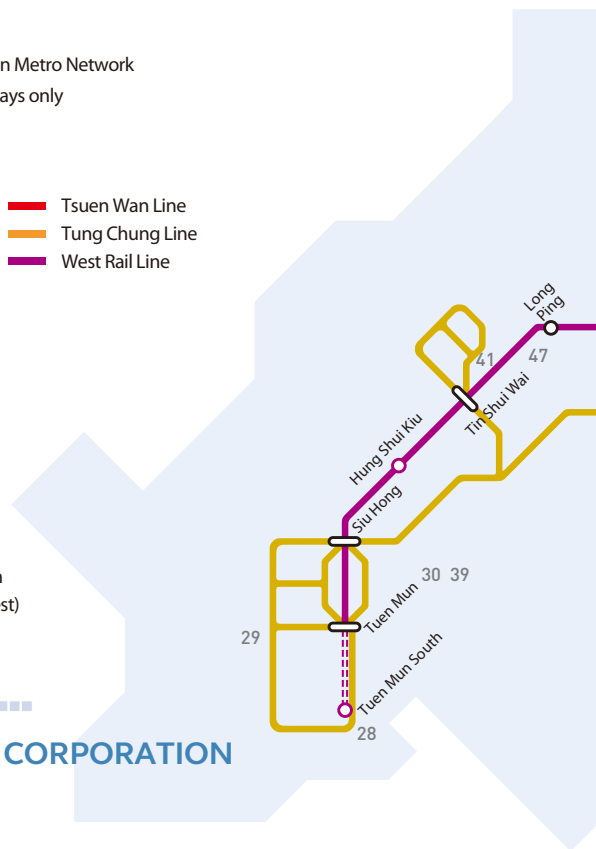 n Metro Network
ays only
Tsuen Wan Line
Tung Chung Line
West Rail Line
Long
Ping
47
41
Tin Shui Wai
Hung Shui Kiu
Siu Hong
30 39
Tuen Mun
n
st)
29
Tuen Mun South
28
CORPORATION